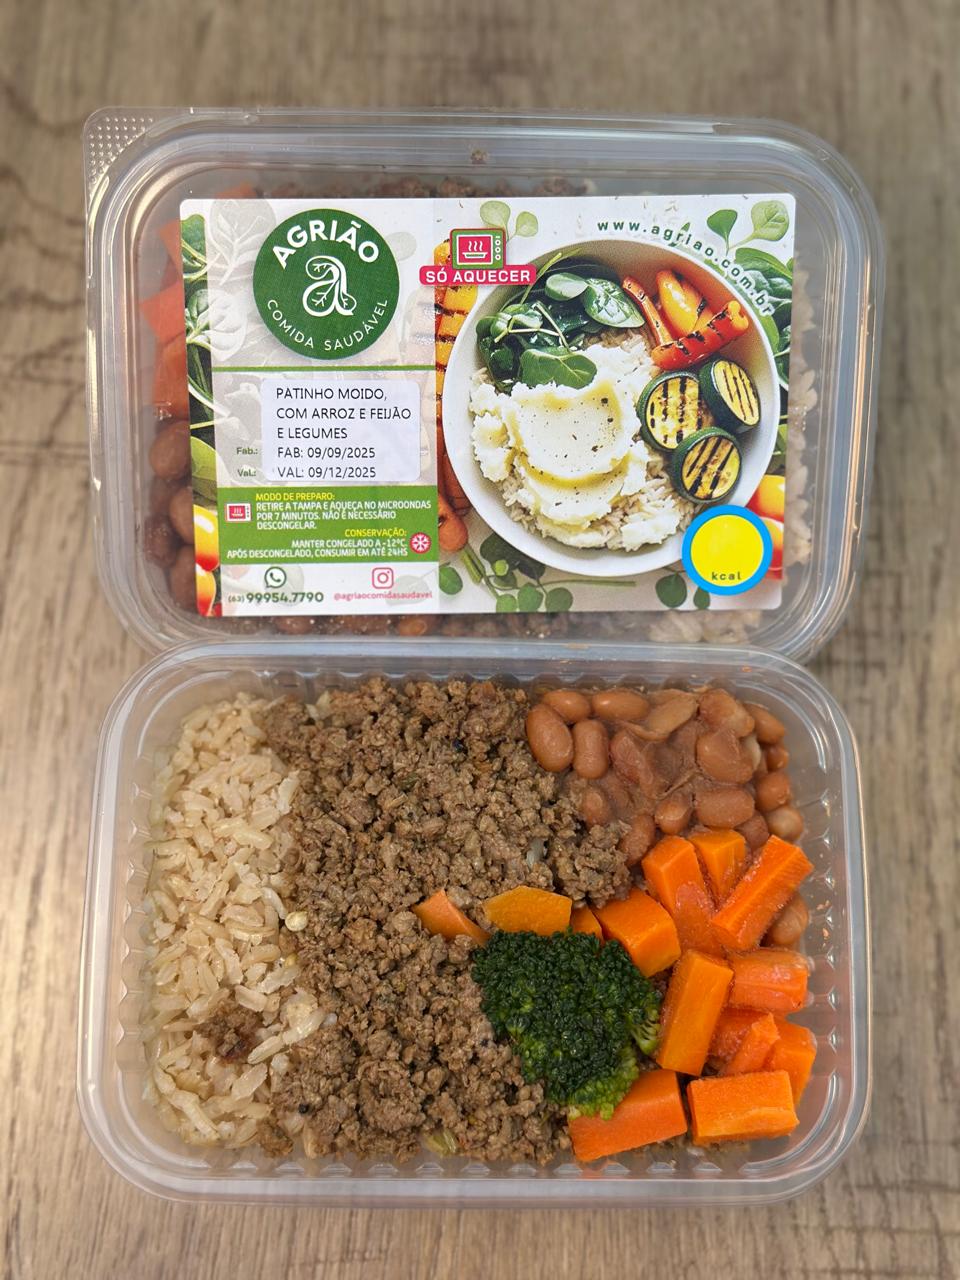 AGRIÃO
COMIDA SAUDÁVEL
SÓ AQUECER
www.agriao.com.br
PATINHO MOIDO,
COM ARROZ E FEIJÃO
E LEGUMES
Fab.: FAB: 09/09/2025
Val.: VAL: 09/12/2025
MODO DE PREPARO:
RETIRE A TAMPA E AQUEÇA NO MICROONDAS
POR 7 MINUTOS. NÃO É NECESSÁRIO
DESCONGELAR.
CONSERVAÇÃO:
MANTER CONGELADO A -12°C.
APÓS DESCONGELADO, CONSUMIR EM ATÉ 24HS
(63) 99954.7790
@agriaocomidasaudavel
kcal